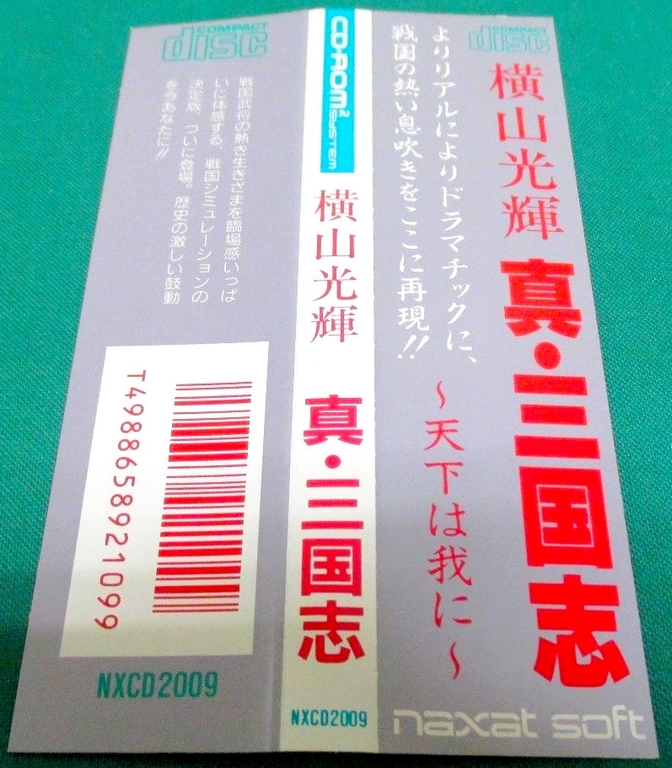 COMPACT
disc
横山光輝
真・三国志
よりリアルによりドラマチックに、
戦国の熱い息吹きをここに再現!!
～天下は我に～
naxat soft
CD-ROM2
SYSTEM
横山光輝
真・三国志
NXCD2009
COMPACT
disc
戦国武将の熱き生きざまを臨場感いっぱ
いに体感する、戦国シミュレーションの
決定版、ついに登場。歴史の激しい鼓動
を今あなたに!!
T4988658921099
NXCD2009